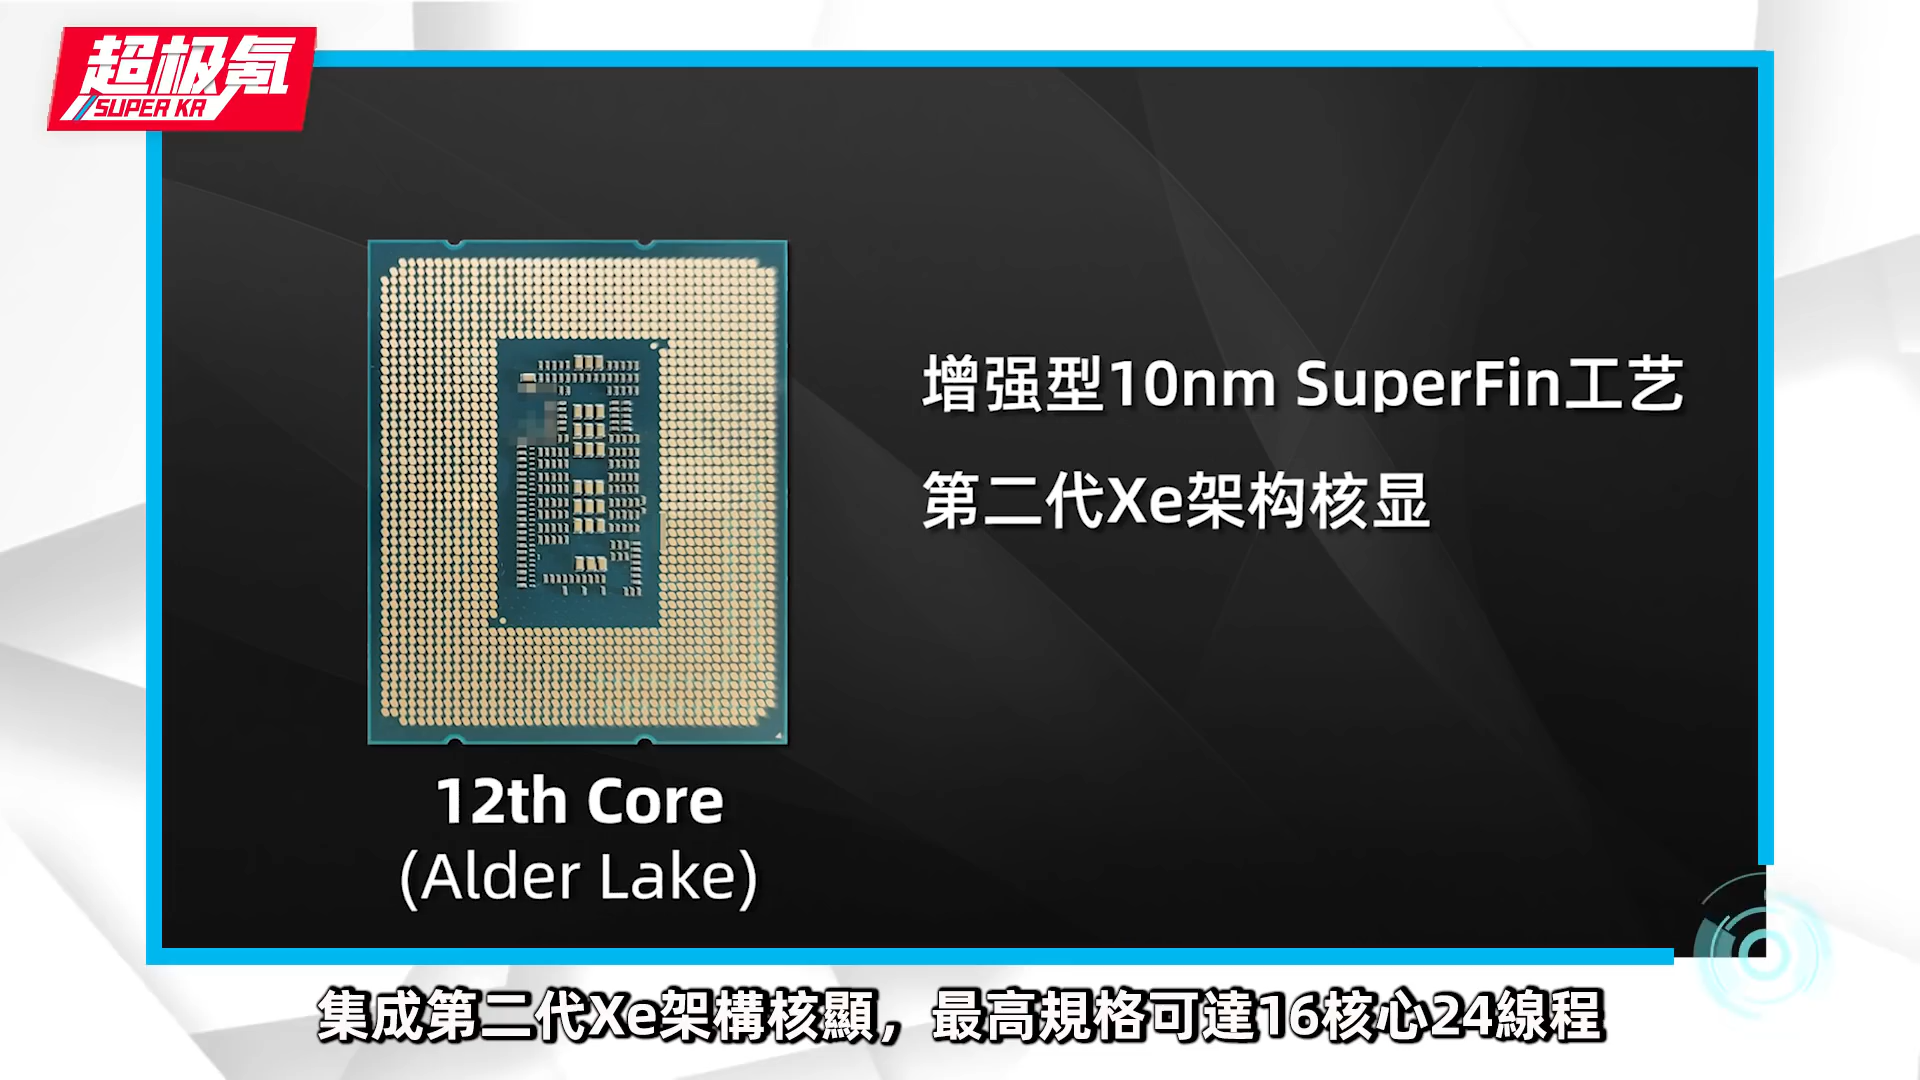 超极氪
SUPER KR
增强型10nm SuperFin工艺
第二代Xe架构核显
12th Core
(Alder Lake)
集成第二代Xe架構核顯，最高規格可達16核心24線程